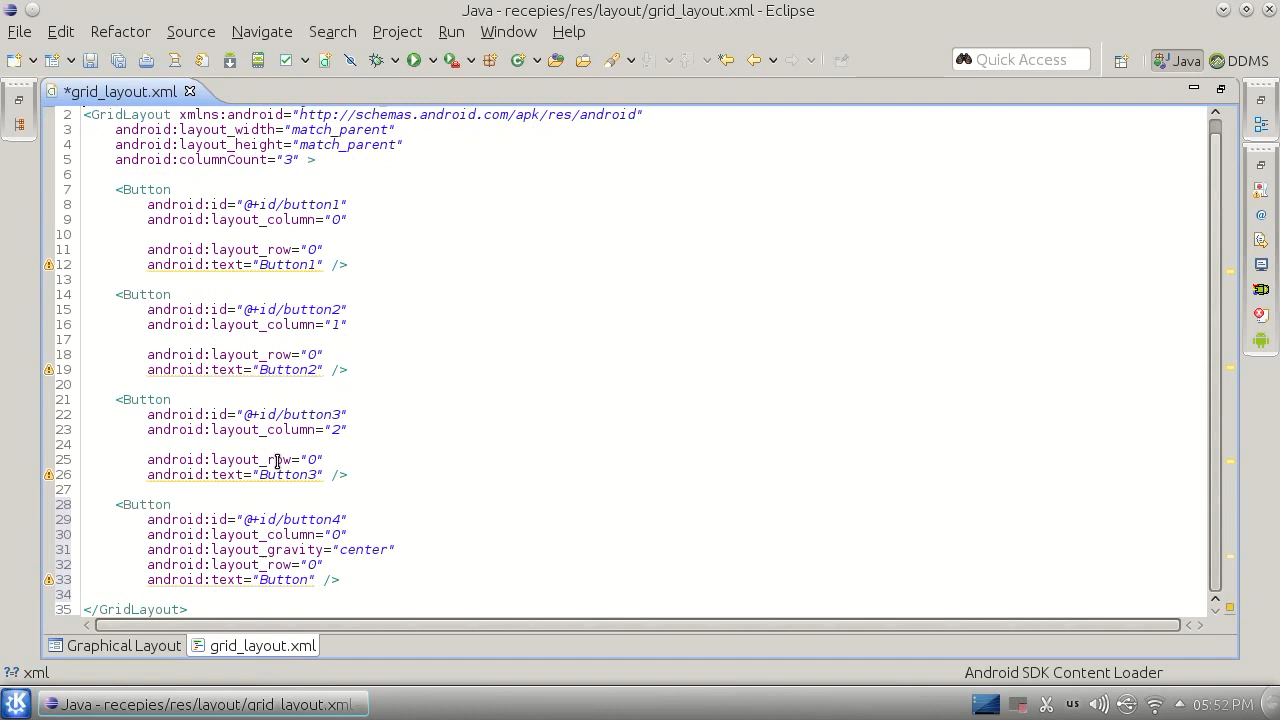 Java - recepies/res/layout/grid_layout.xml - Eclipse
File Edit Refactor Source Navigate Search Project Run Window Help
Quick Access
Java
DDMS
*grid_layout.xml
2 <GridLayout xmlns:android="http://schemas.android.com/apk/res/android"
3 android:layout_width="match_parent"
4 android:layout_height="match_parent"
5 android:columnCount="3" >
6
7 <Button
8 android:id="@+id/button1"
9 android:layout_column="0"
10
11 android:layout_row="0"
12 android:text="Button1" />
13
14 <Button
15 android:id="@+id/button2"
16 android:layout_column="1"
17
18 android:layout_row="0"
19 android:text="Button2" />
20
21 <Button
22 android:id="@+id/button3"
23 android:layout_column="2"
24
25 android:layout_row="0"
26 android:text="Button3" />
27
28 <Button
29 android:id="@+id/button4"
30 android:layout_column="0"
31 android:layout_gravity="center"
32 android:layout_row="0"
33 android:text="Button" />
34
35 </GridLayout>
Graphical Layout
grid_layout.xml
xml
Android SDK Content Loader
Java - recepies/res/layout/grid_layout.xml
us
05:52 PM